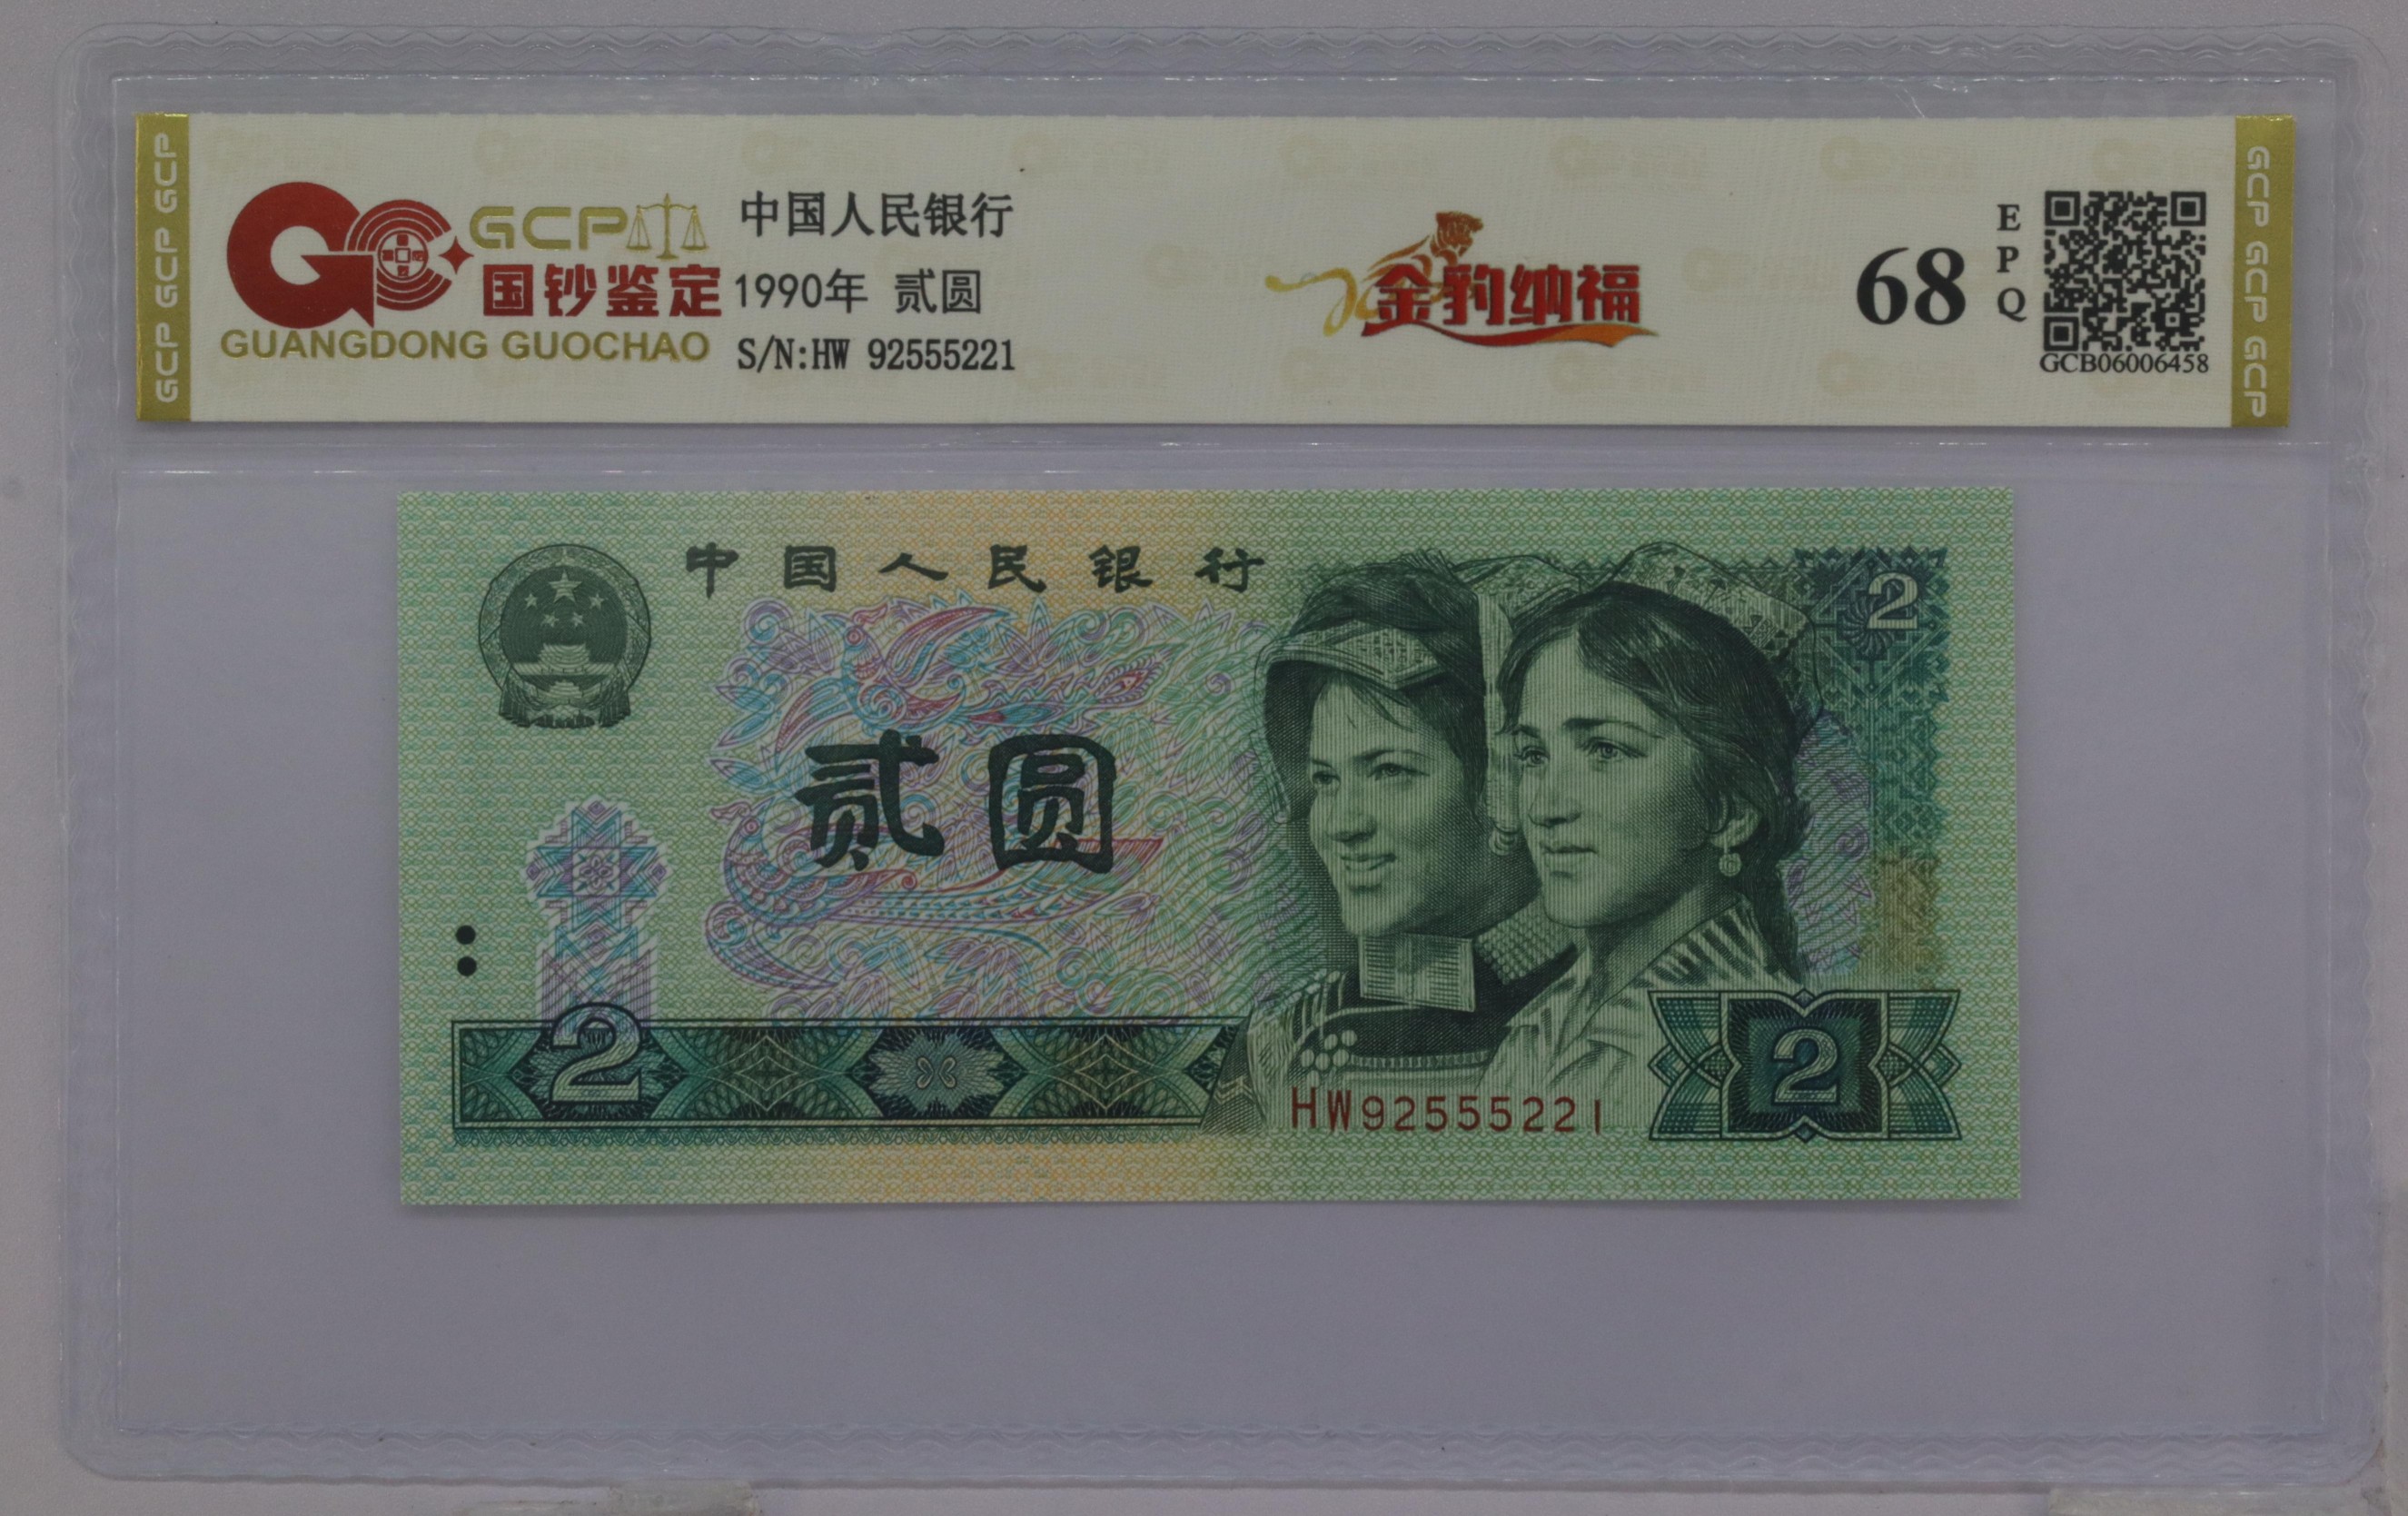 GCP GCP GCP
GCP
国钞鉴定
GUANGDONG GUOCHAO
中国人民银行
1990年 贰圆
S/N:HW 92555221
金豹纳福
68
EPQ
GCB06006458
GCP GCP GCP
中国人民银行
2
贰圆
2
HW92555221
2